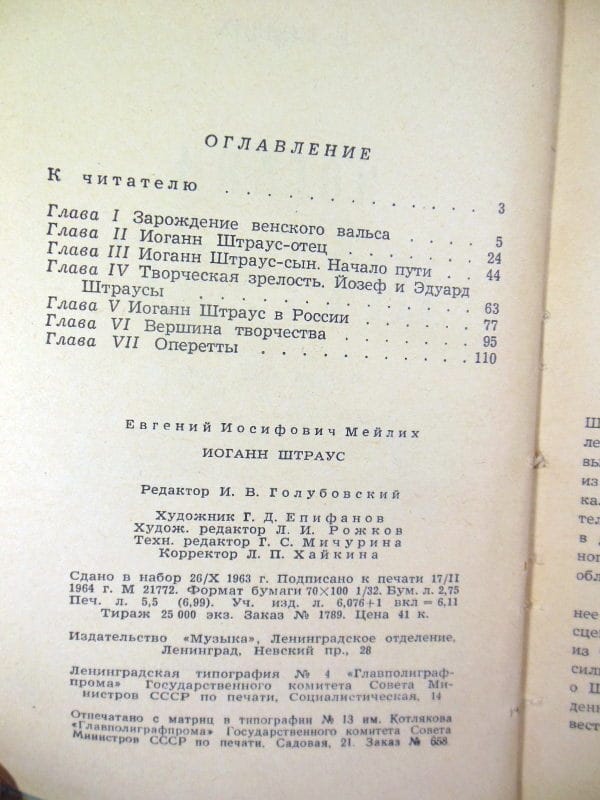 ОГЛАВЛЕНИЕ
К читателю . . . . . . . . . . . . 3
Глава I Зарождение венского вальса . . . . 5
Глава II Иоганн Штраус-отец . . . . . . 24
Глава III Иоганн Штраус-сын. Начало пути . . 44
Глава IV Творческая зрелость. Йозеф и Эдуард
Штраусы . . . . . . . . . . . 63
Глава V Иоганн Штраус в России . . . . . 77
Глава VI Вершина творчества . . . . . . 95
Глава VII Оперетты . . . . . . . . . 110
Евгений Иосифович Мейлих
ИОГАНН ШТРАУС
Редактор И. В. Голубовский
Художник Г. Д. Епифанов
Худож. редактор Л. И. Рожков
Техн. редактор Г. С. Мичурина
Корректор Л. П. Хайкина
Сдано в набор 26/X 1963 г. Подписано к печати 17/II
1964 г. М 21772. Формат бумаги 70×100 1/32. Бум. л. 2,75
Печ. л. 5,5 (6,99). Уч. изд. л. 6,076+1 вкл = 6,11
Тираж 25 000 экз. Заказ № 1789. Цена 41 к.
Издательство «Музыка», Ленинградское отделение,
Ленинград, Невский пр., 28
Ленинградская типография № 4 «Главполиграф-
прома» Государственного комитета Совета Ми-
нистров СССР по печати, Социалистическая, 14
Отпечатано с матриц в типографии № 13 им. Котлякова
«Главполиграфпрома» Государственного комитета Совета
Министров СССР по печати. Садовая, 21. Заказ № 658